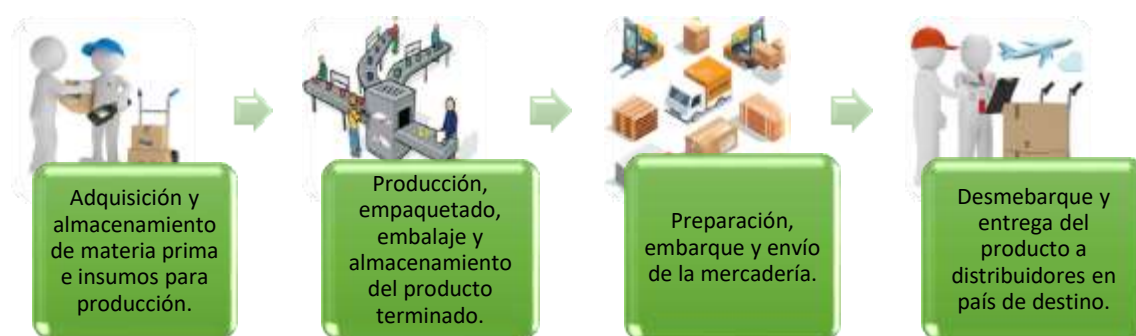 Adquisición y
almacenamiento
de materia prima
e insumos para
producción.
Producción,
empaquetado,
embalaje y
almacenamiento
del producto
terminado.
Preparación,
embarque y envío
de la mercadería.
Desmebarque y
entrega del
producto a
distribuidores en
país de destino.